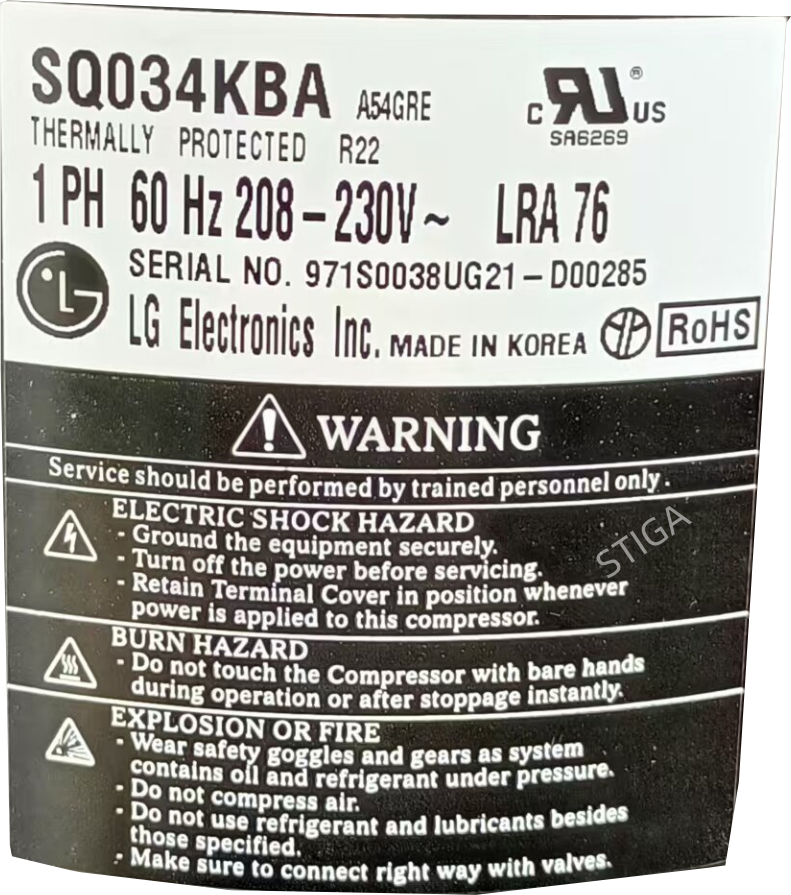 SQ034KBA A54GRE
C RU ® US
SA6269
THERMALLY PROTECTED R22
1 PH 60 Hz 208-230V~ LRA 76
SERIAL NO. 971S0038UG21-D00285
LG Electronics Inc. MADE IN KOREA RoHS
WARNING
Service should be performed by trained personnel only.
ELECTRIC SHOCK HAZARD
- Ground the equipment securely.
- Turn off the power before servicing.
- Retain Terminal Cover in position whenever
power is applied to this compressor.
STIGA
BURN HAZARD
- Do not touch the Compressor with bare hands
during operation or after stoppage instantly.
EXPLOSION OR FIRE
- Wear safety goggles and gears as system
contains oil and refrigerant under pressure.
- Do not compress air.
- Do not use refrigerant and lubricants besides
those specified.
- Make sure to connect right way with valves.